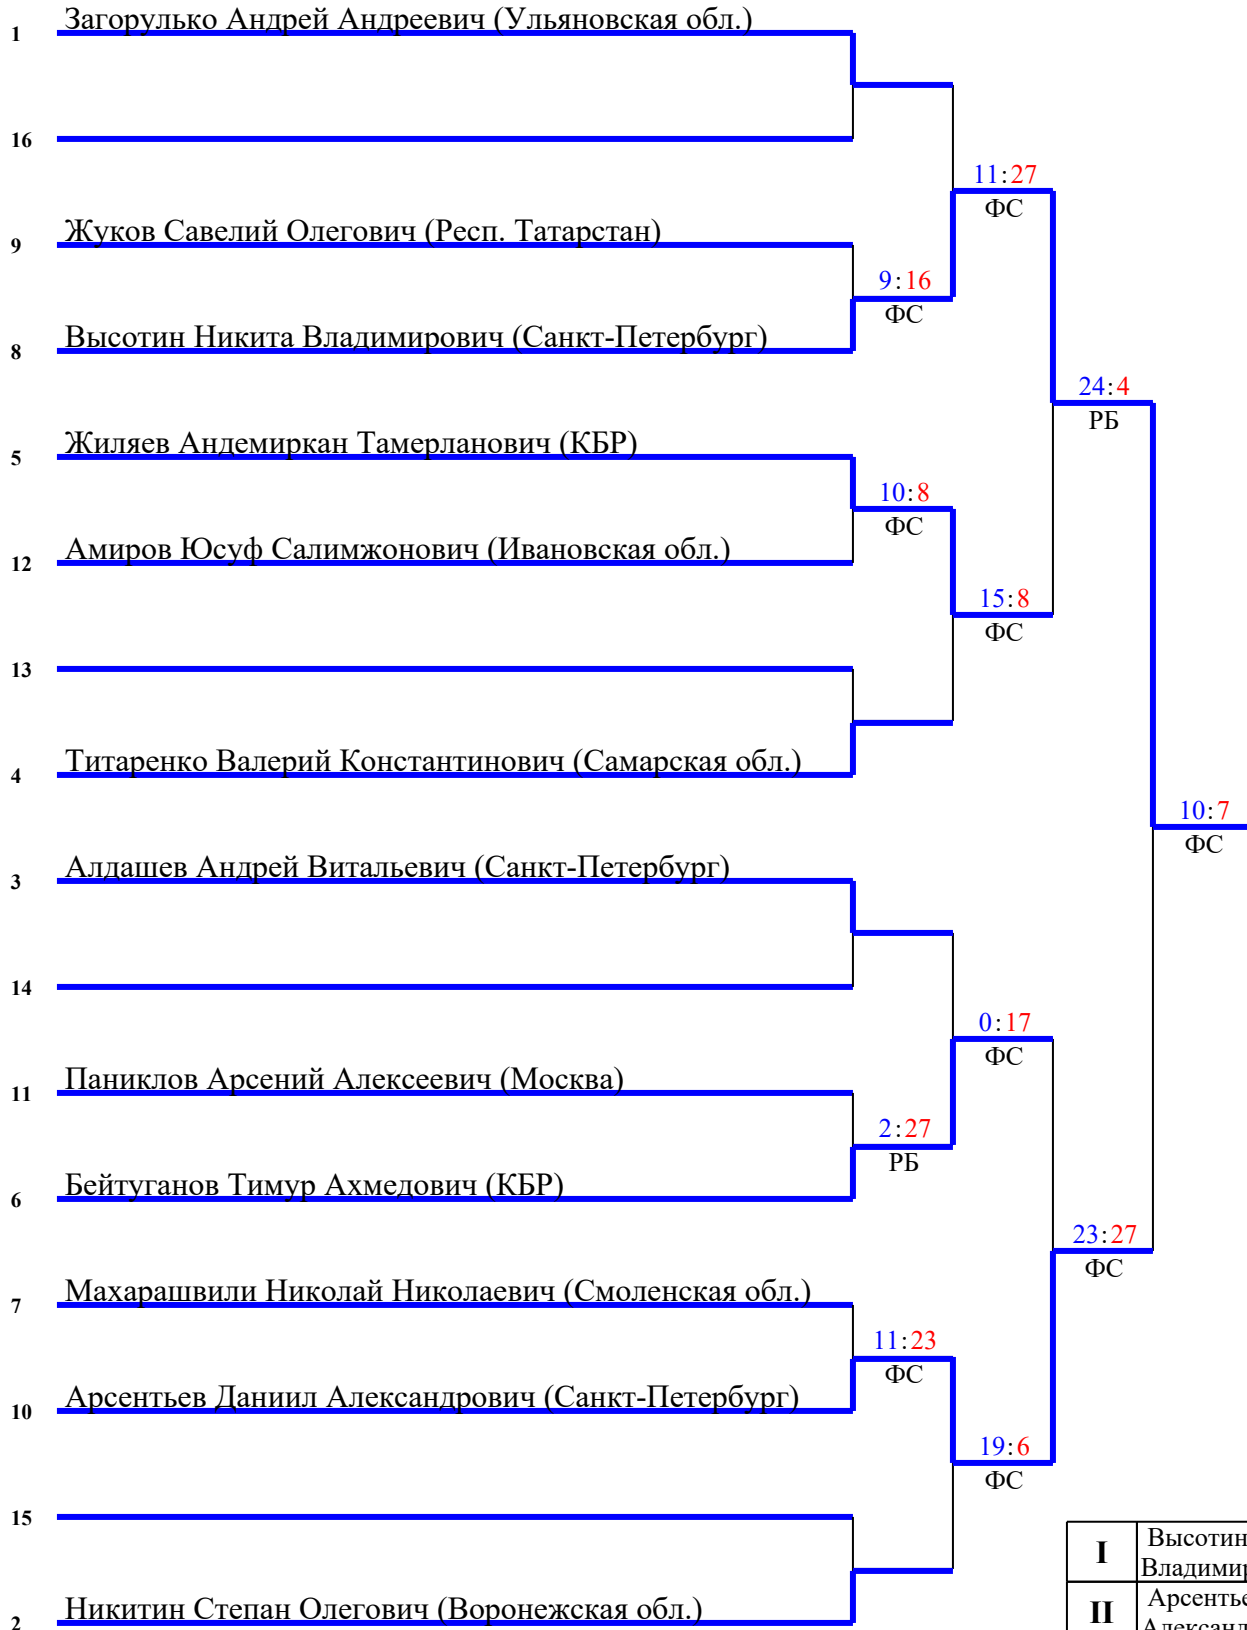 Загорулько Андрей Андреевич (Ульяновская обл.)
1
16
11:27
ФС
Жуков Савелий Олегович (Респ. Татарстан)
9
9:16
ФС
Высотин Никита Владимирович (Санкт-Петербург)
8
24:4
РБ
Жиляев Андемиркан Тамерланович (КБР)
5
10:8
ФС
Амиров Юсуф Салимжонович (Ивановская обл.)
12
15:8
ФС
13
Титаренко Валерий Константинович (Самарская обл.)
4
10:7
ФС
Алдашев Андрей Витальевич (Санкт-Петербург)
3
14
0:17
ФС
Паниклов Арсений Алексеевич (Москва)
11
2:27
РБ
Бейтуганов Тимур Ахмедович (КБР)
6
23:27
ФС
Махарашвили Николай Николаевич (Смоленская обл.)
7
11:23
ФС
Арсентьев Даниил Александрович (Санкт-Петербург)
10
19:6
ФС
15
I
Высотин
Владимир
Никитин Степан Олегович (Воронежская обл.)
2
II
Арсентье
Александ